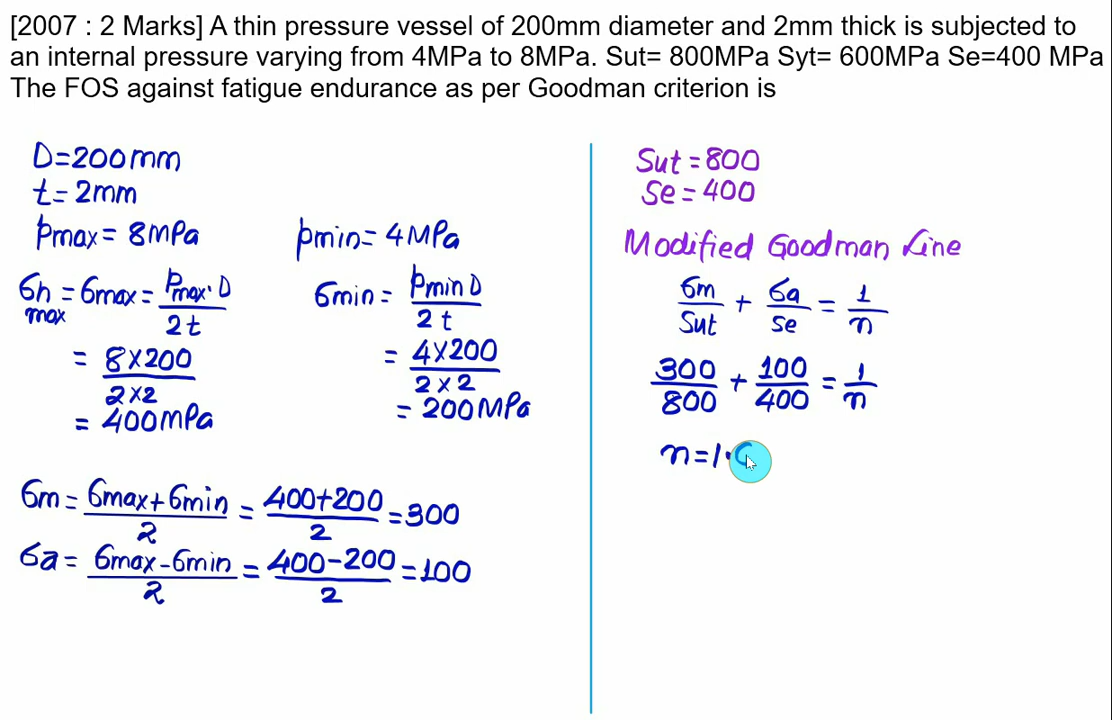 [2007 : 2 Marks] A thin pressure vessel of 200mm diameter and 2mm thick is subjected to
an internal pressure varying from 4MPa to 8MPa. Sut= 800MPa Syt= 600MPa Se=400 MPa
The FOS against fatigue endurance as per Goodman criterion is
D=200mm
t=2mm
Pmax= 8MPa
σh max = σmax = Pmax·D / 2t
= 8×200 / 2×2
= 400MPa
Pmin=4MPa
σmin = Pmin D / 2t
= 4×200 / 2×2
= 200MPa
σm = σmax+σmin / 2 = 400+200 / 2 = 300
σa = σmax-σmin / 2 = 400-200 / 2 = 100
Sut = 800
Se = 400
Modified Goodman Line
σm / Sut + σa / Se = 1 / n
300 / 800 + 100 / 400 = 1 / n
n=1.